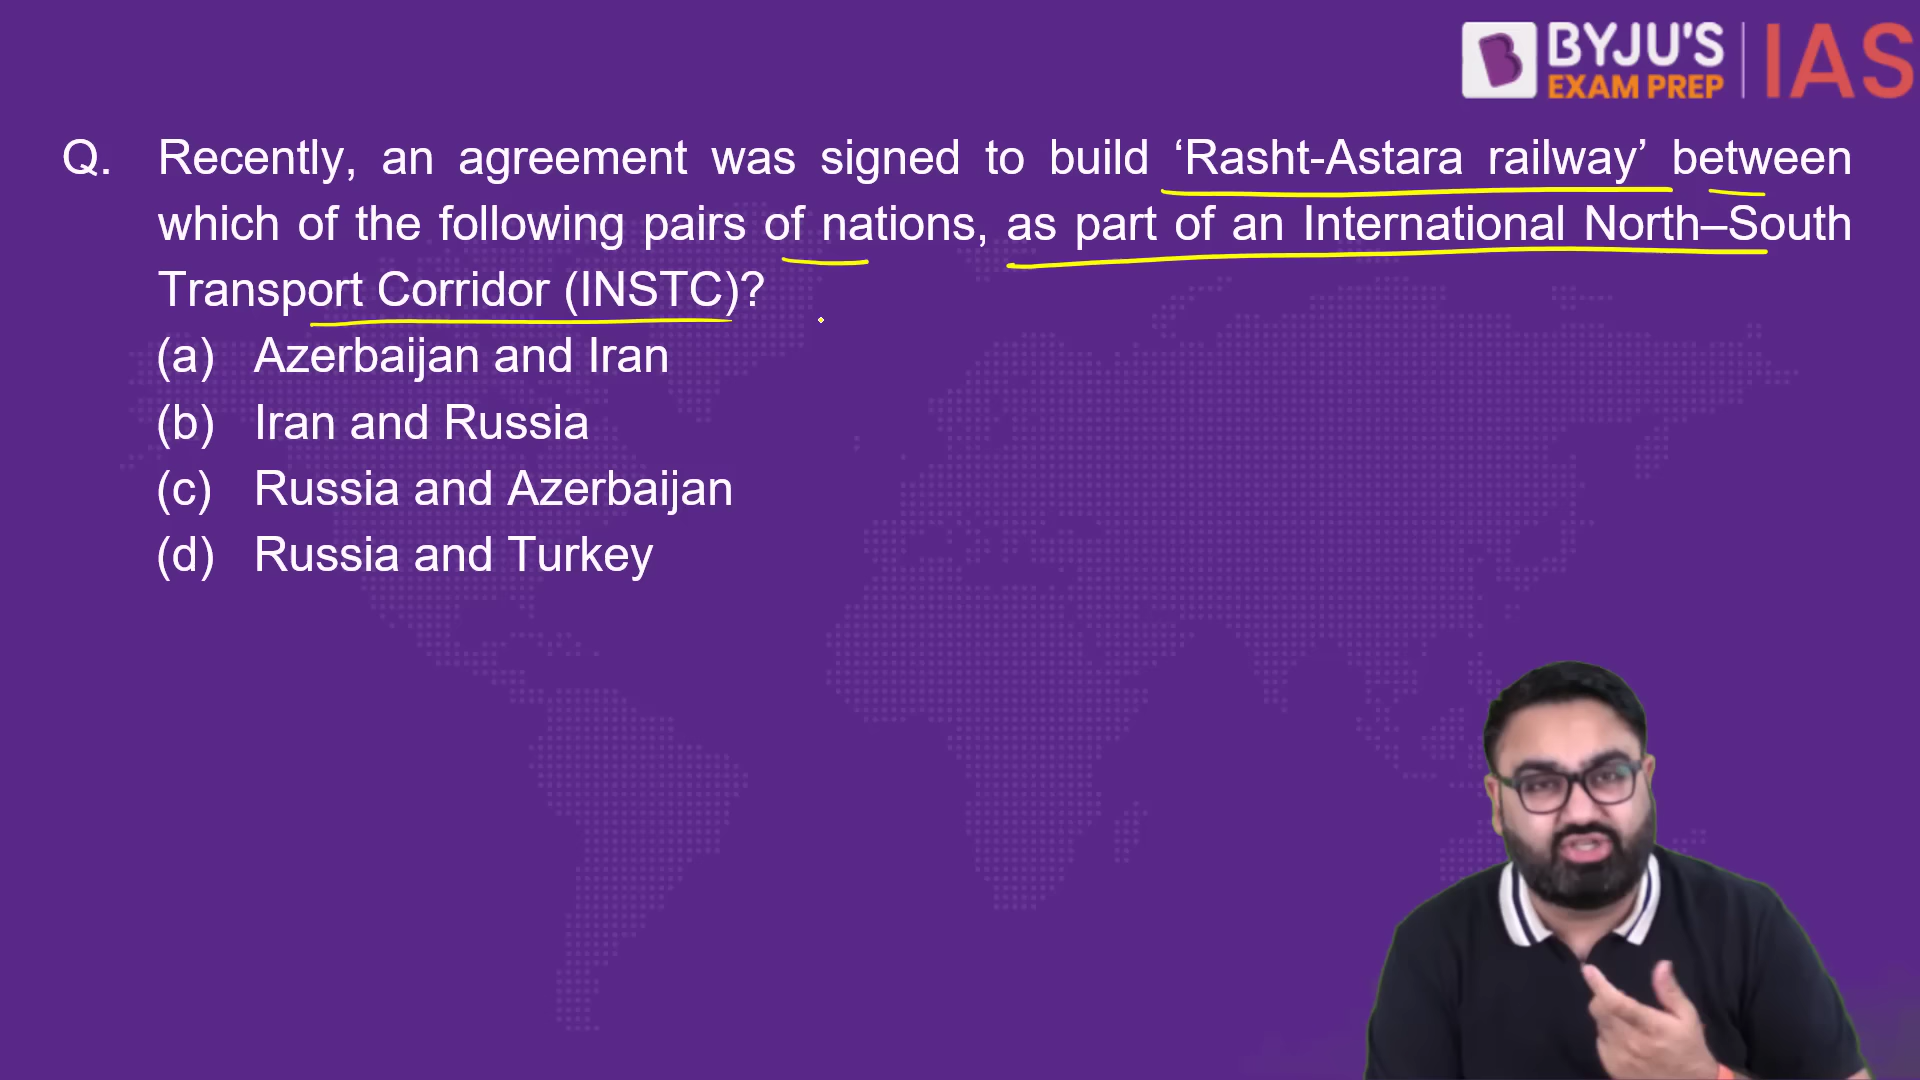 BYJU'S
EXAM PREP
IAS
Q. Recently, an agreement was signed to build ‘Rasht-Astara railway’ between
which of the following pairs of nations, as part of an International North–South
Transport Corridor (INSTC)?
(a) Azerbaijan and Iran
(b) Iran and Russia
(c) Russia and Azerbaijan
(d) Russia and Turkey